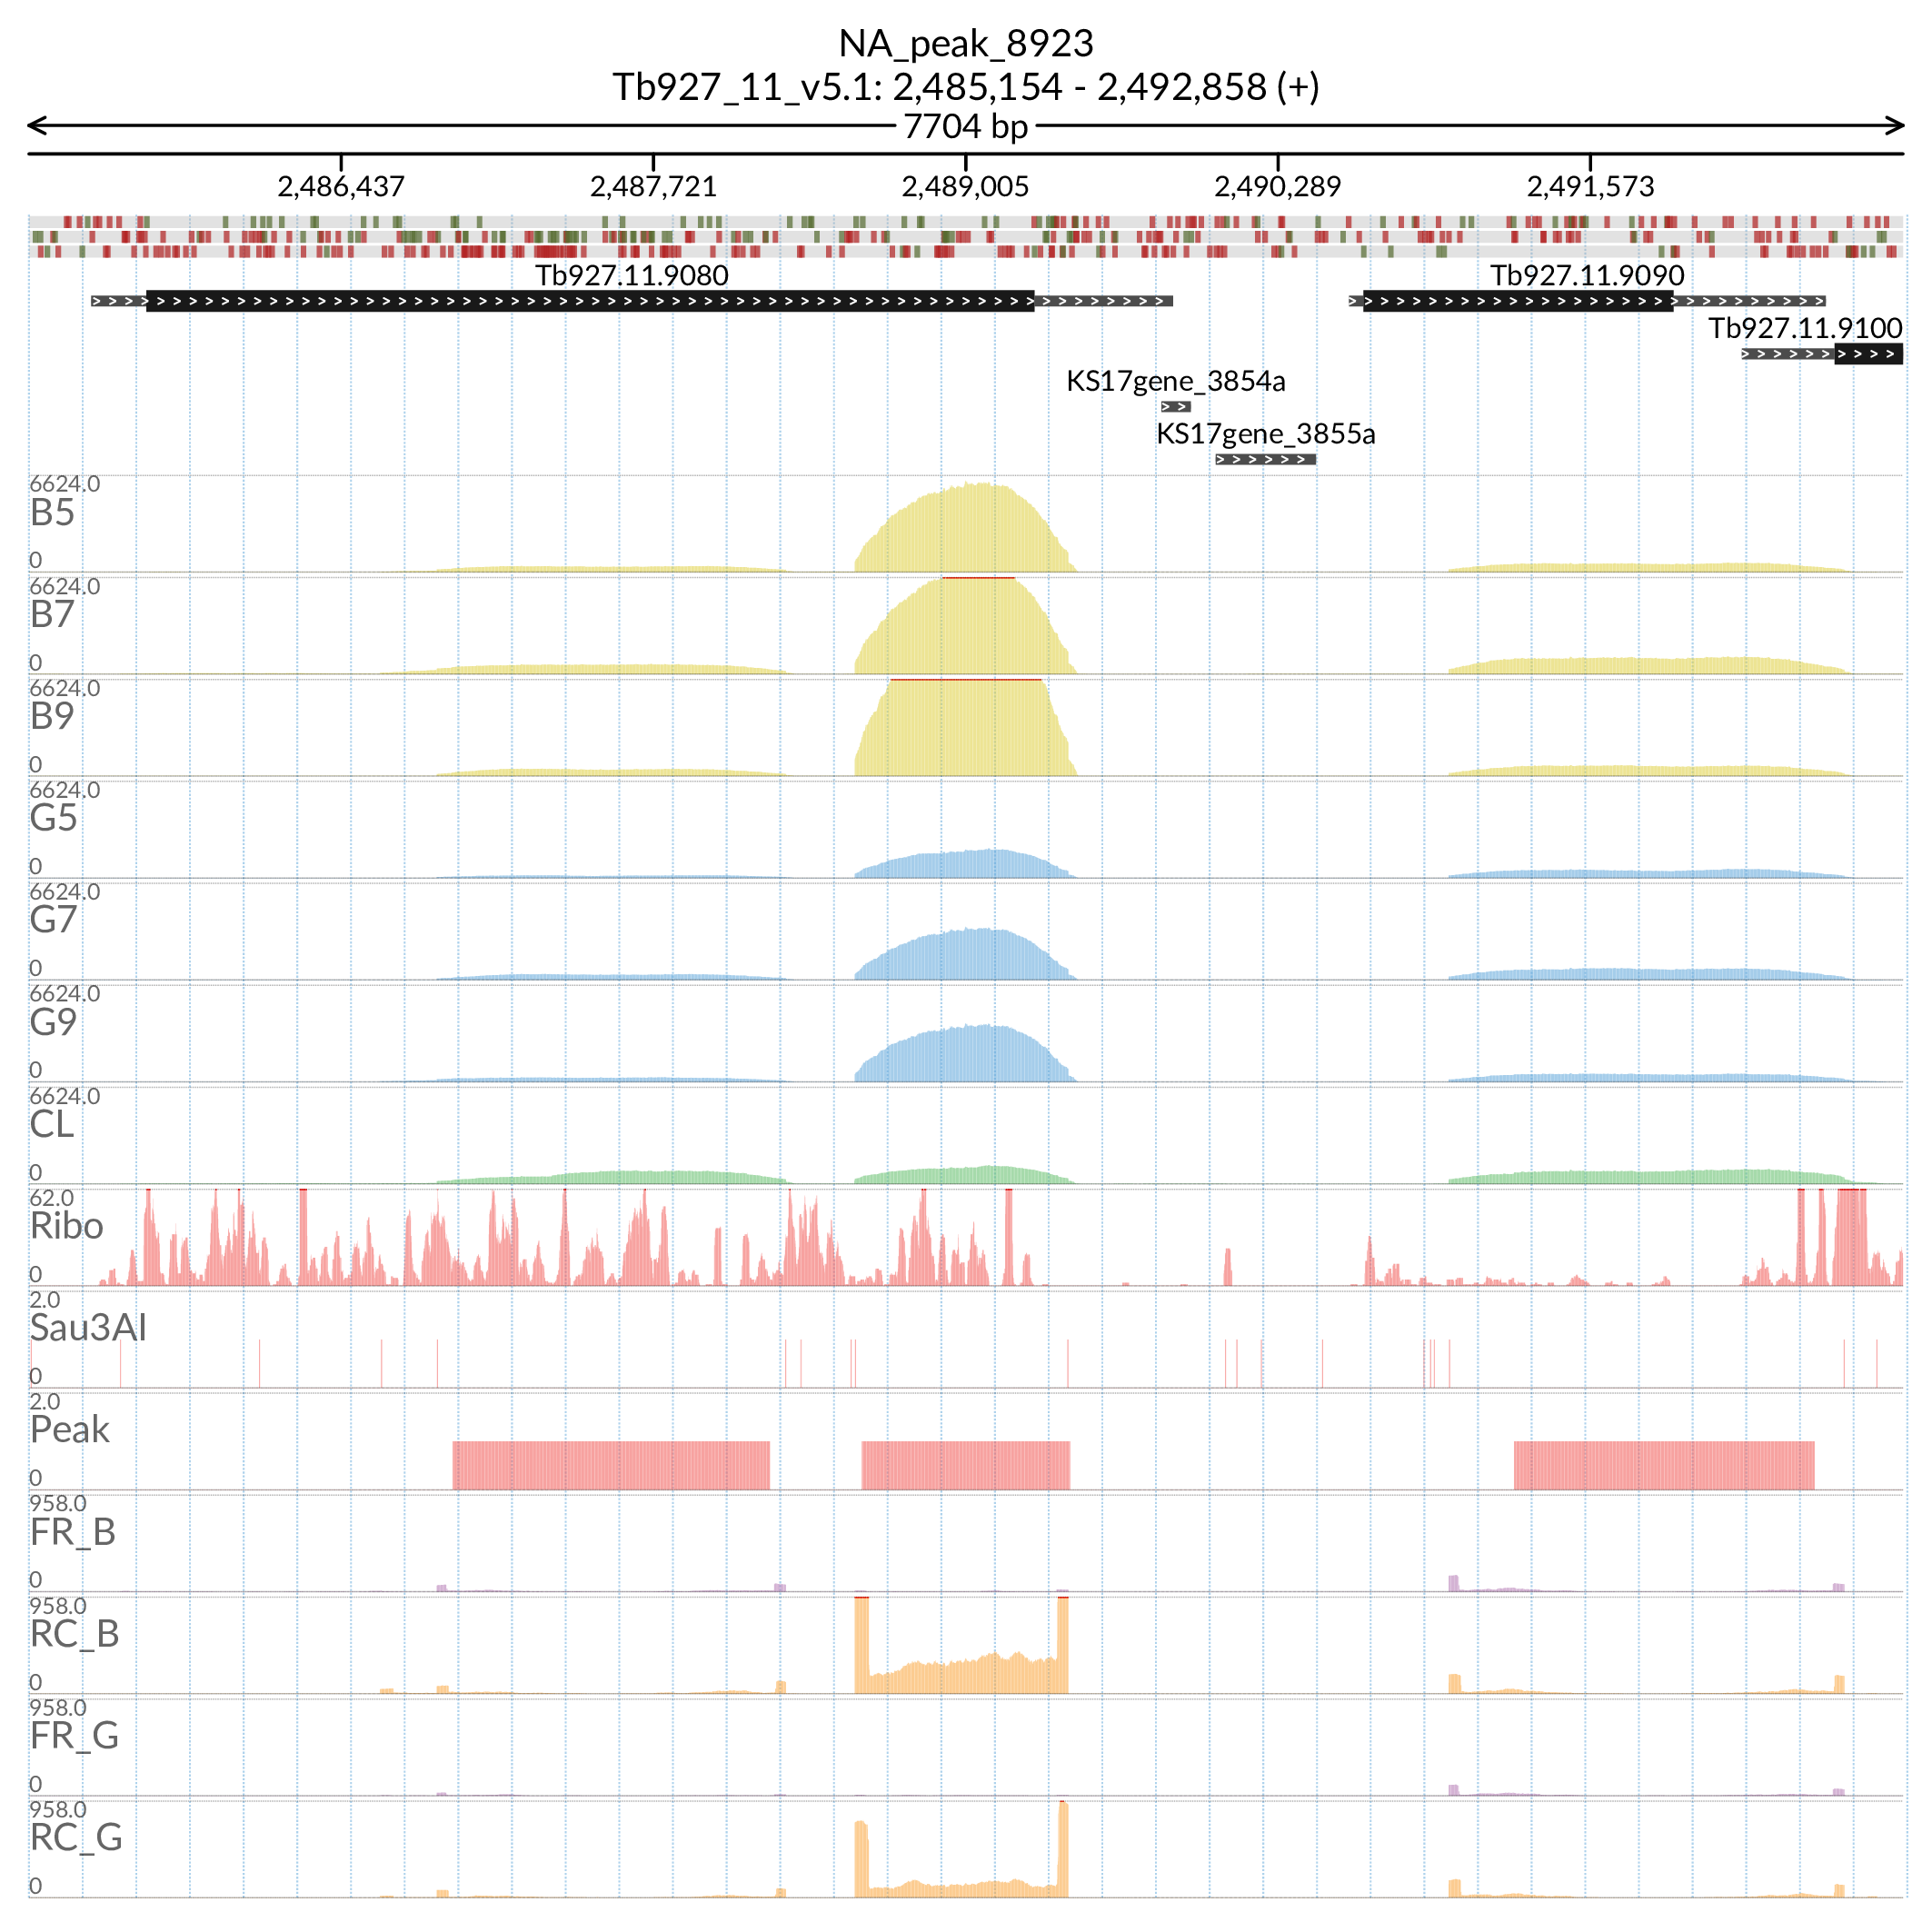 NA_peak_8923
Tb927_11_v5.1: 2,485,154 - 2,492,858 (+)
7704 bp
2,486,437 2,487,721 2,489,005 2,490,289 2,491,573
Tb927.11.9080 Tb927.11.9090
Tb927.11.9100
KS17gene_3854a
KS17gene_3855a
6624.0
B5
0
6624.0
B7
0
6624.0
B9
0
6624.0
G5
0
6624.0
G7
0
6624.0
G9
0
6624.0
CL
0
62.0
Ribo
0
2.0
Sau3AI
0
2.0
Peak
0
958.0
FR_B
0
958.0
RC_B
0
958.0
FR_G
0
958.0
RC_G
0